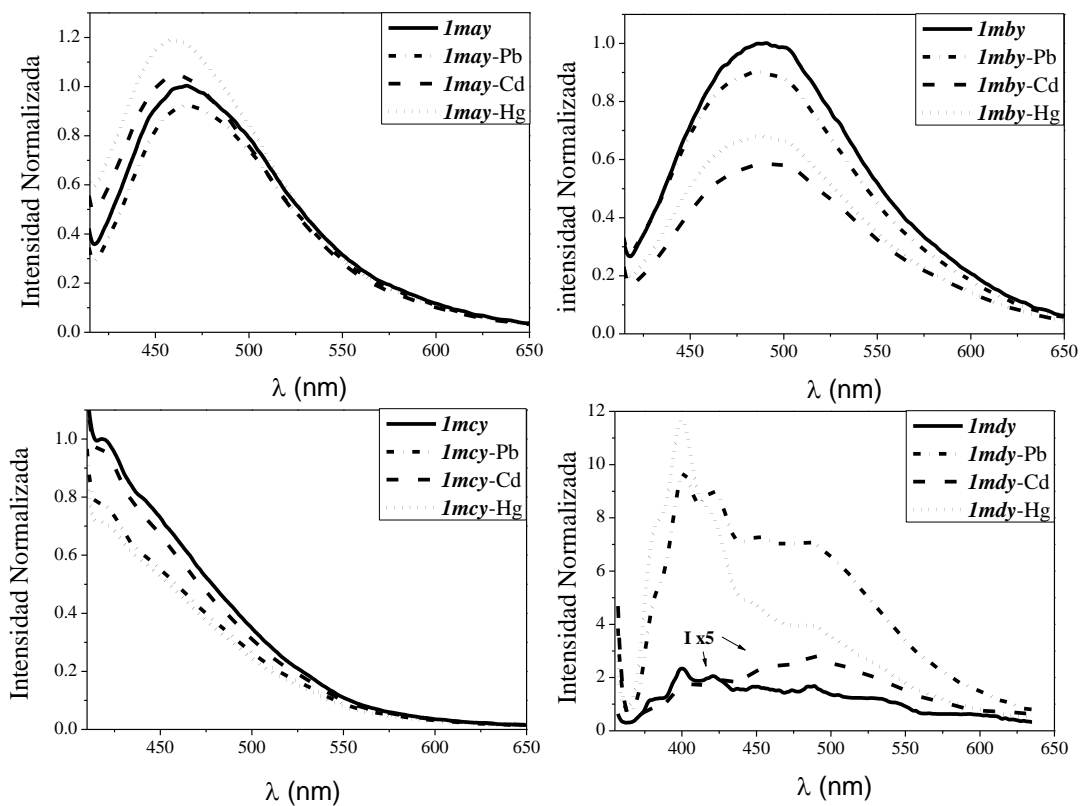 Intensidad Normalizada
1.2
1.0
0.8
0.6
0.4
0.2
0.0
1may
1may-Pb
1may-Cd
1may-Hg
450 500 550 600 650
λ (nm)
intensidad Normalizada
1.0
0.8
0.6
0.4
0.2
0.0
1mby
1mby-Pb
1mby-Cd
1mby-Hg
450 500 550 600 650
λ (nm)
Intensidad Normalizada
1.0
0.8
0.6
0.4
0.2
0.0
1mcy
1mcy-Pb
1mcy-Cd
1mcy-Hg
450 500 550 600 650
λ (nm)
Intensidad Normalizada
12
10
8
6
4
2
0
1mdy
1mdy-Pb
1mdy-Cd
1mdy-Hg
I x5
400 450 500 550 600 650
λ (nm)